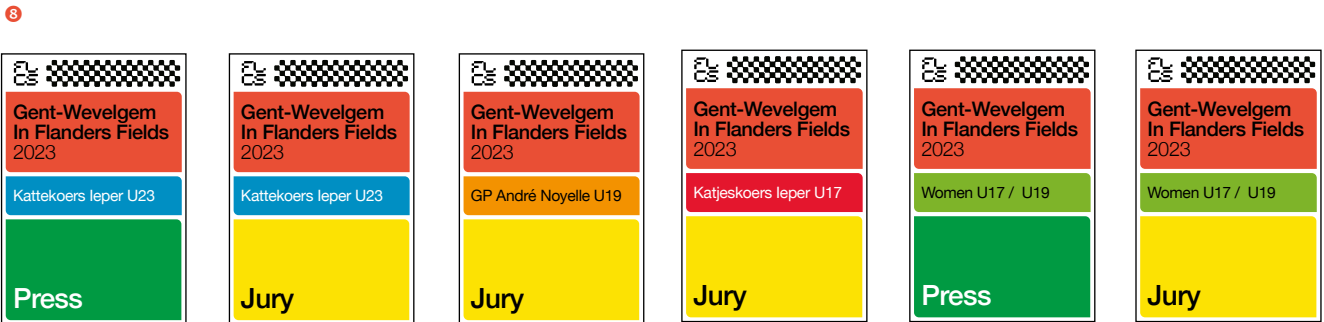 8
Gent-Wevelgem
In Flanders Fields
2023
Kattekoers Ieper U23
Press
Gent-Wevelgem
In Flanders Fields
2023
Kattekoers Ieper U23
Jury
Gent-Wevelgem
In Flanders Fields
2023
GP André Noyelle U19
Jury
Gent-Wevelgem
In Flanders Fields
2023
Katjeskoers Ieper U17
Jury
Gent-Wevelgem
In Flanders Fields
2023
Women U17 / U19
Press
Gent-Wevelgem
In Flanders Fields
2023
Women U17 / U19
Jury